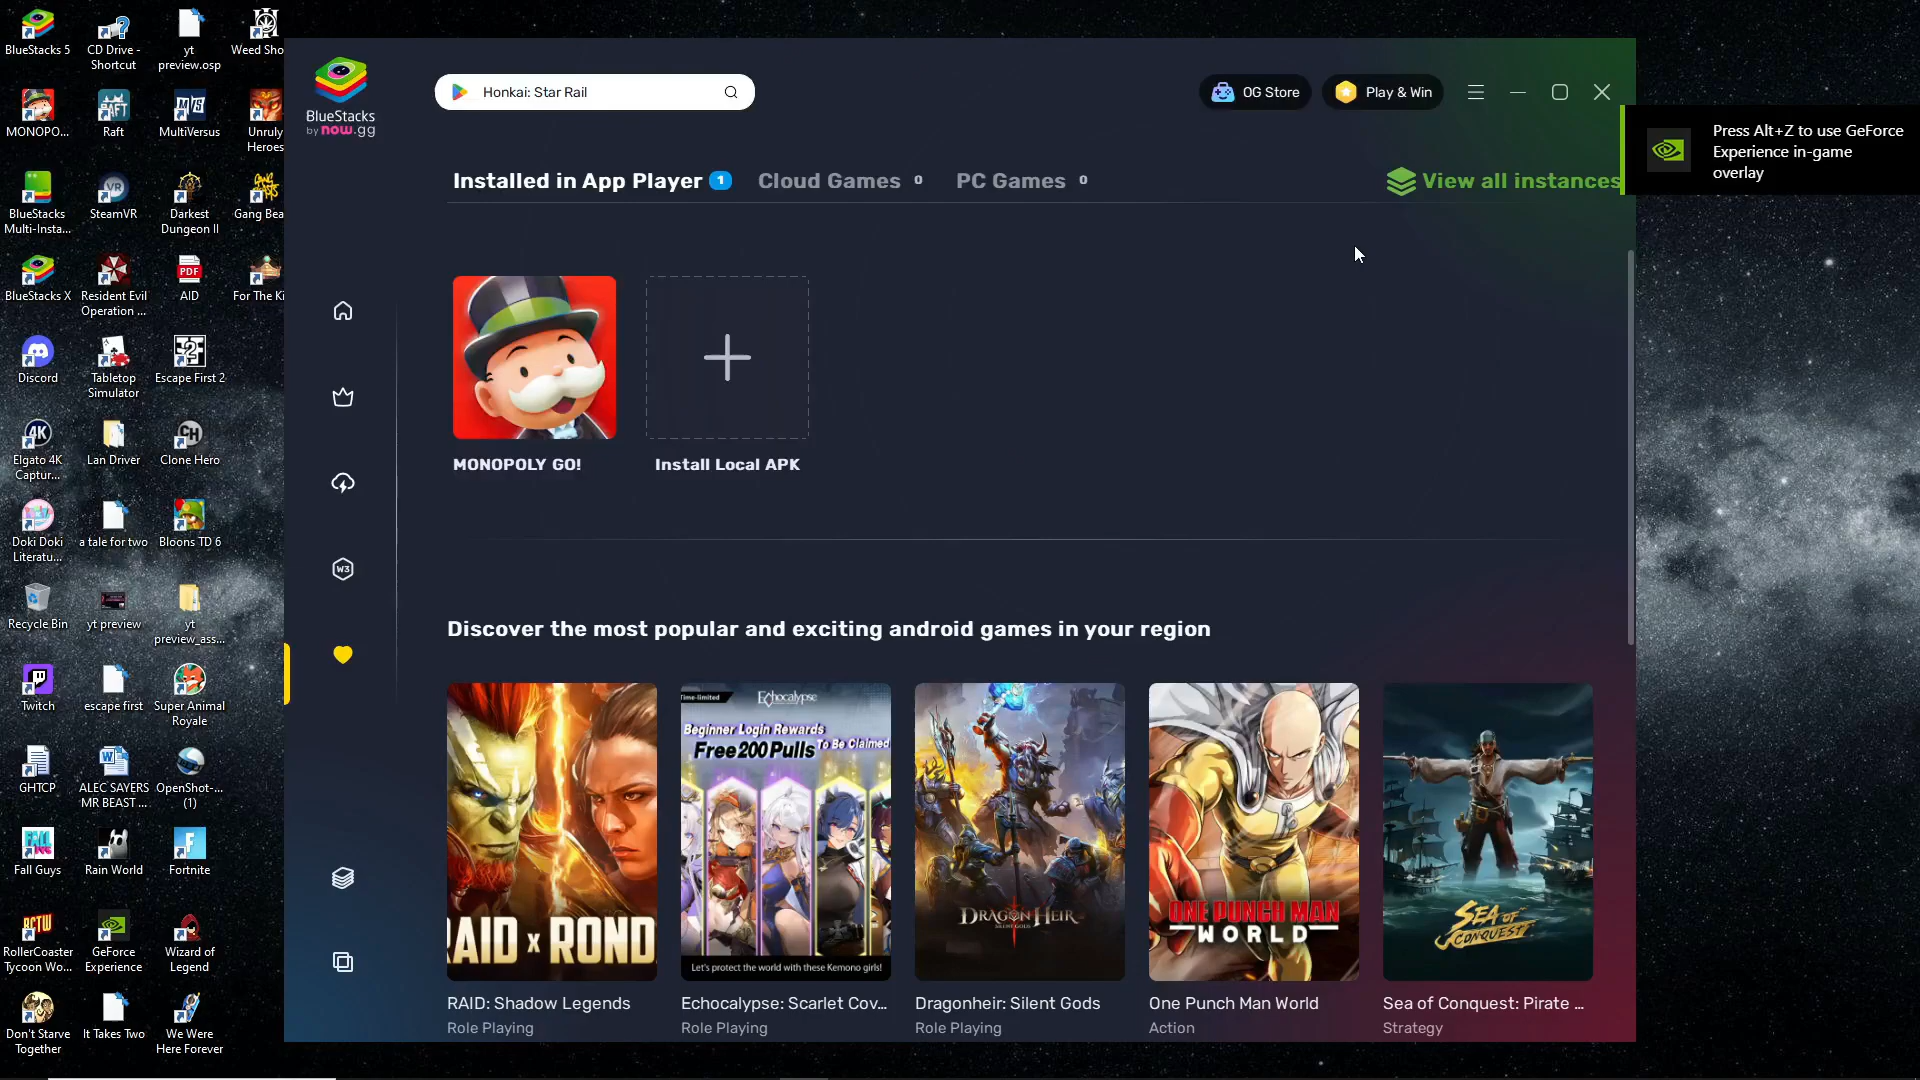 BlueStacks 5
CD Drive -
Shortcut
yt
preview.osp
Weed Sho
MONOPO...
Raft
MultiVersus
Unruly
Heroes
BlueStacks
Multi-Insta...
SteamVR
Darkest
Dungeon II
Gang Bea
BlueStacks X
Resident Evil
Operation ...
AID
For The Ki
Discord
Tabletop
Simulator
Escape First 2
Elgato 4K
Captur...
Lan Driver
Clone Hero
Doki Doki
Literatu...
a tale for two
Bloons TD 6
Recycle Bin
yt preview
yt
preview_ass...
Twitch
escape first
Super Animal
Royale
GHTCP
ALEC SAYERS
MR BEAST ...
OpenShot-...
(1)
Fall Guys
Rain World
Fortnite
RollerCoaster
Tycoon Wo...
GeForce
Experience
Wizard of
Legend
Don't Starve
Together
It Takes Two
We Were
Here Forever
BlueStacks
by now.gg
Honkai: Star Rail
OG Store
Play & Win
Press Alt+Z to use GeForce
Experience in-game
overlay
Installed in App Player 1
Cloud Games 0
PC Games 0
View all instances
MONOPOLY GO!
Install Local APK
W3
Discover the most popular and exciting android games in your region
RAID x ROND
Time-limited
Echocalypse
Beginner Login Rewards
Free 200 Pulls To Be Claimed
Let's protect the world with these Kemono girls!
DRAGONHEIR
SILENT GODS
ONE PUNCH MAN
WORLD
SEA OF
CONQUEST
RAID: Shadow Legends
Role Playing
Echocalypse: Scarlet Cov...
Role Playing
Dragonheir: Silent Gods
Role Playing
One Punch Man World
Action
Sea of Conquest: Pirate ...
Strategy